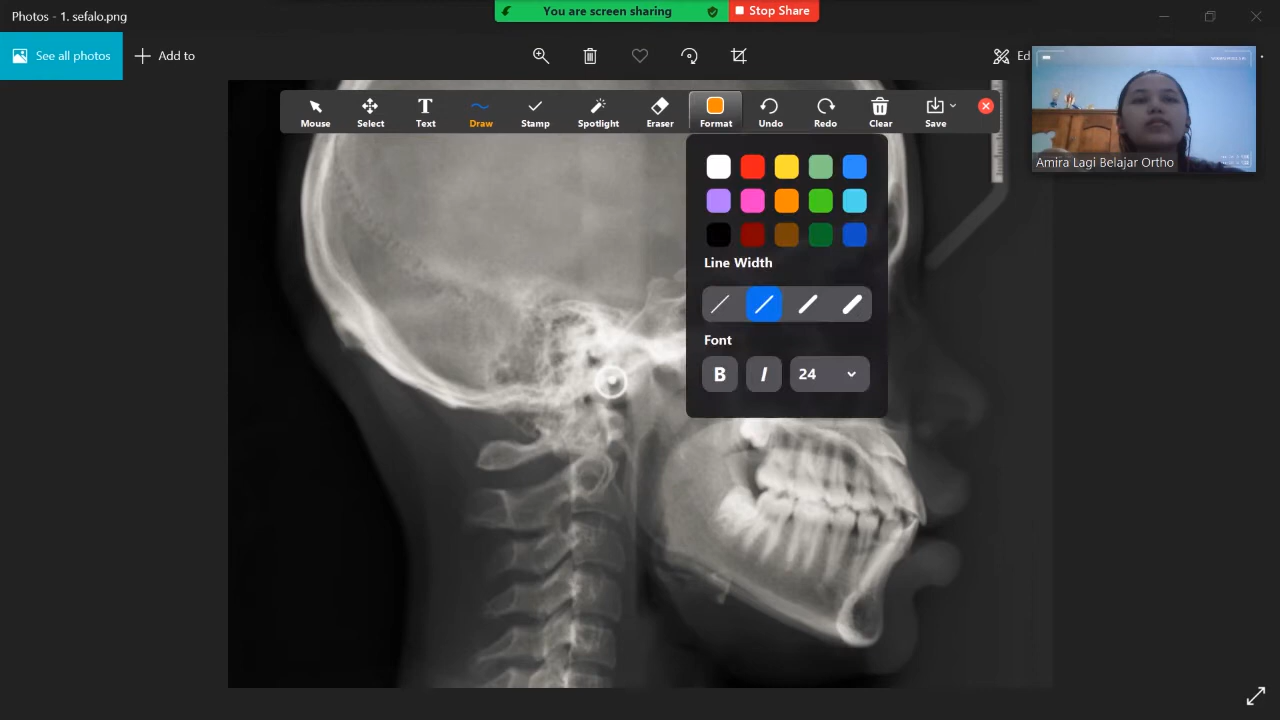 Photos - 1. sefalo.png
You are screen sharing
Stop Share
See all photos
Add to
Ed
Mouse
Select
T
Text
Draw
Stamp
Spotlight
Eraser
Format
Undo
Redo
Clear
Save
Amira Lagi Belajar Ortho
Line Width
Font
B
I
24